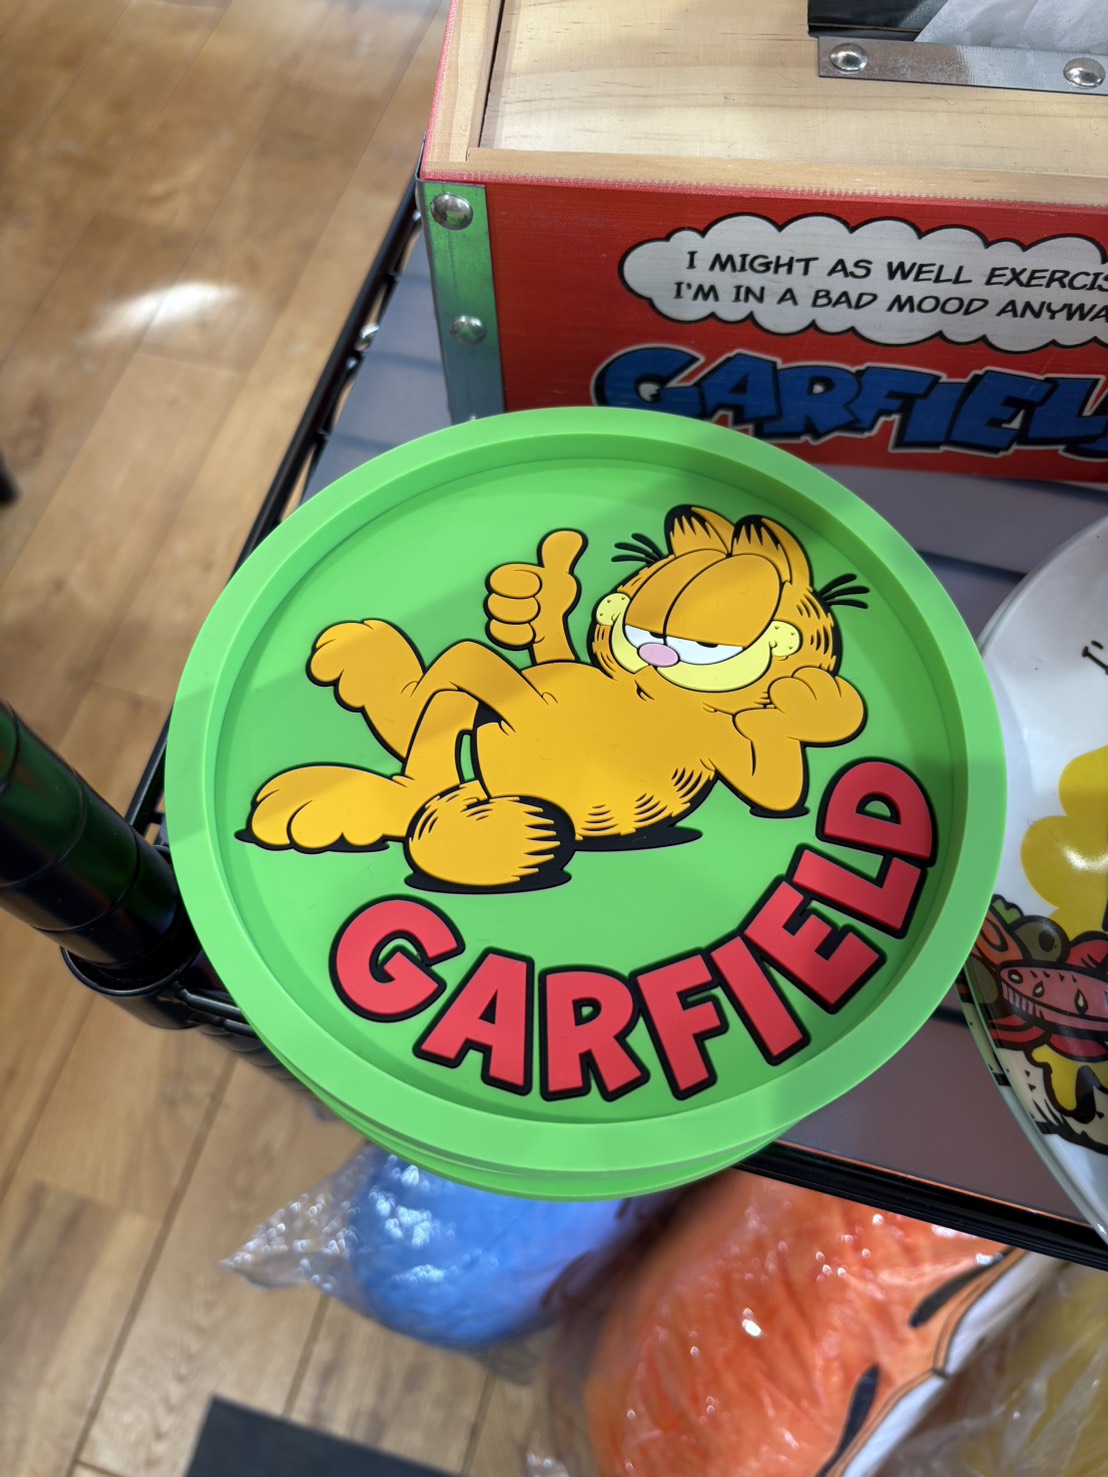 I MIGHT AS WELL EXERCIS
I'M IN A BAD MOOD ANYWA
GARFIEL
GARFIELD